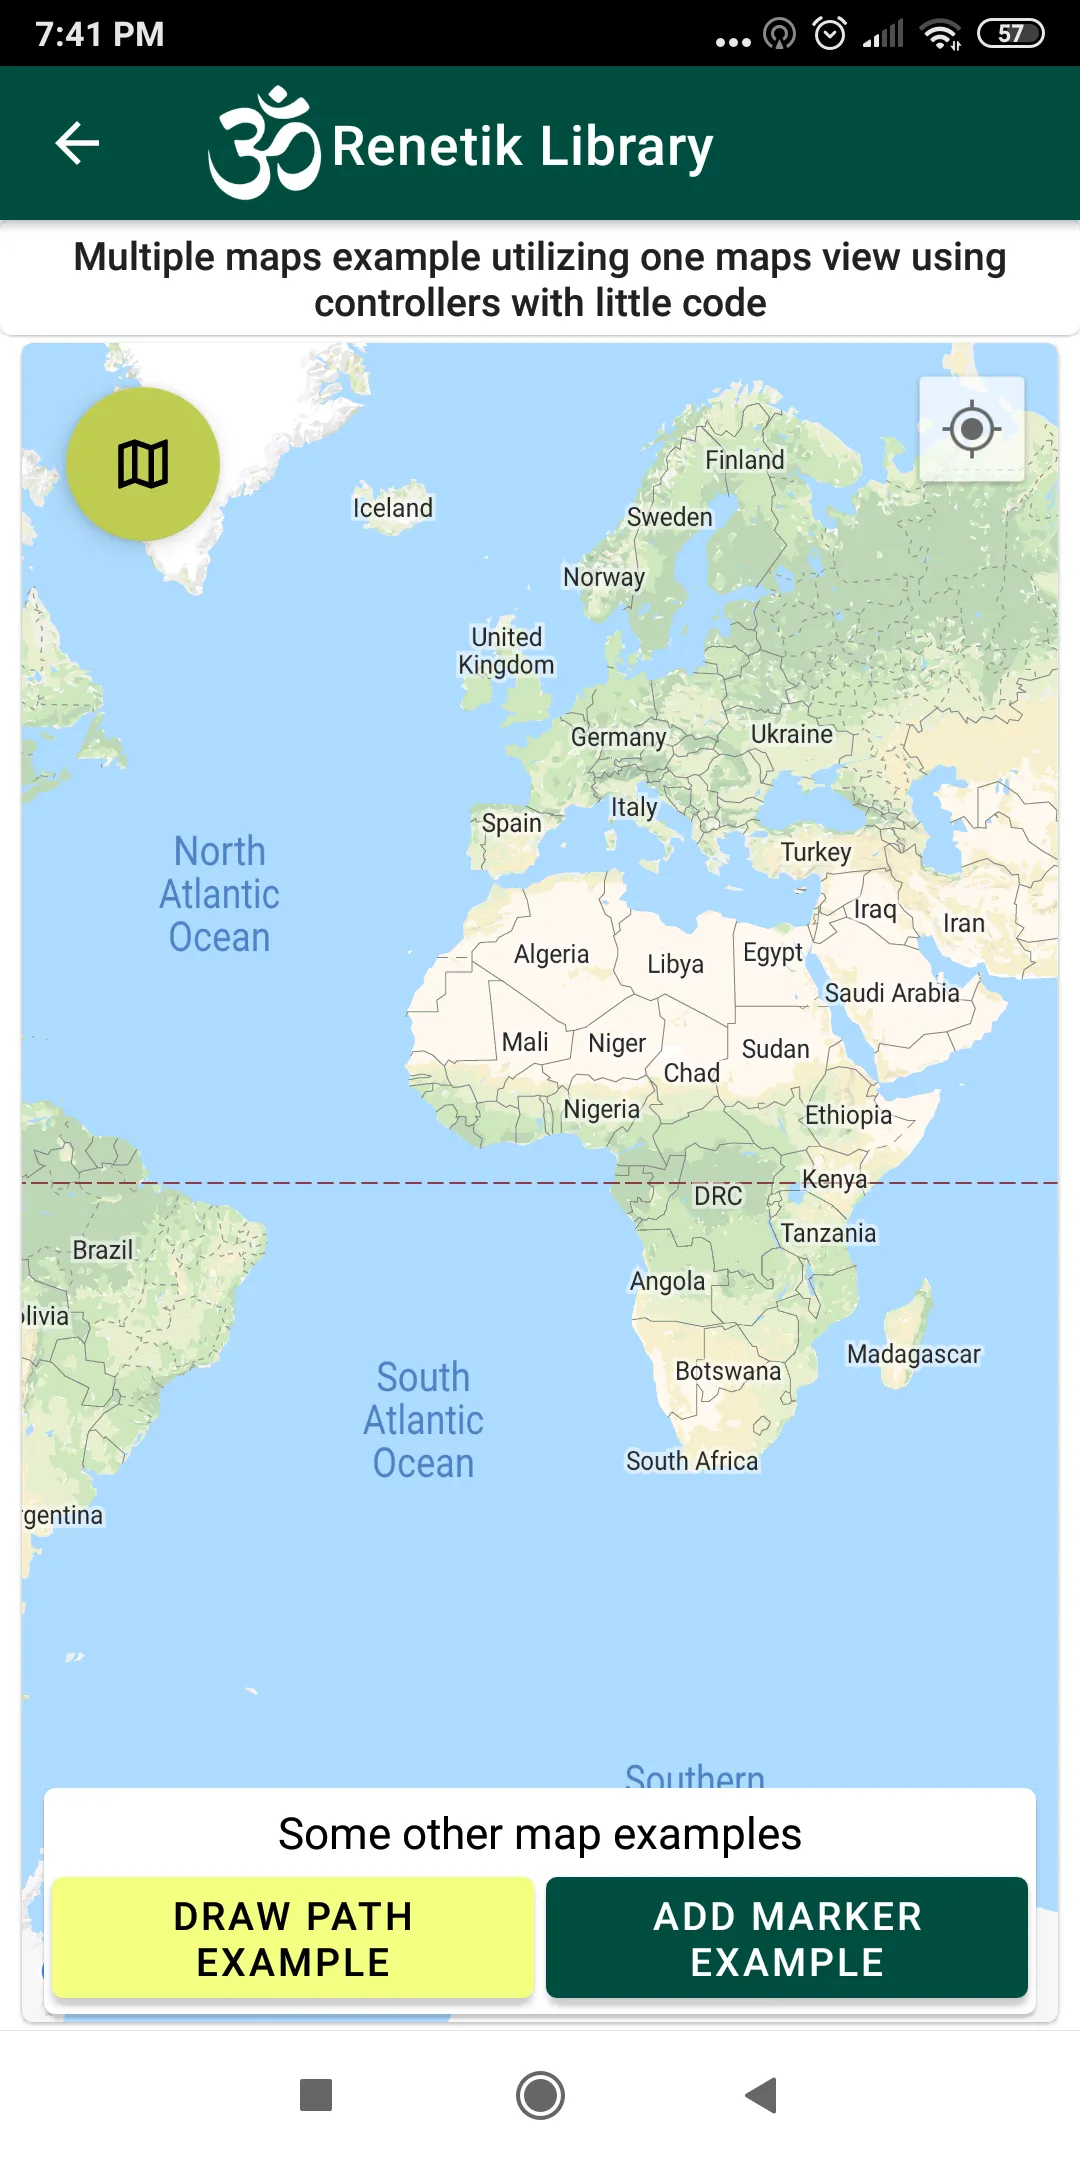 7:41 PM
57
ॐ Renetik Library
Multiple maps example utilizing one maps view using
controllers with little code
Finland
Iceland
Sweden
Norway
United
Kingdom
Germany
Ukraine
Italy
Spain
Turkey
North
Atlantic
Ocean
Iraq
Iran
Algeria
Libya
Egypt
Saudi Arabia
Mali
Niger
Sudan
Chad
Nigeria
Ethiopia
Kenya
DRC
Tanzania
Brazil
Angola
livia
Madagascar
Botswana
South
Atlantic
Ocean
South Africa
gentina
Southern
Some other map examples
DRAW PATH
EXAMPLE
ADD MARKER
EXAMPLE